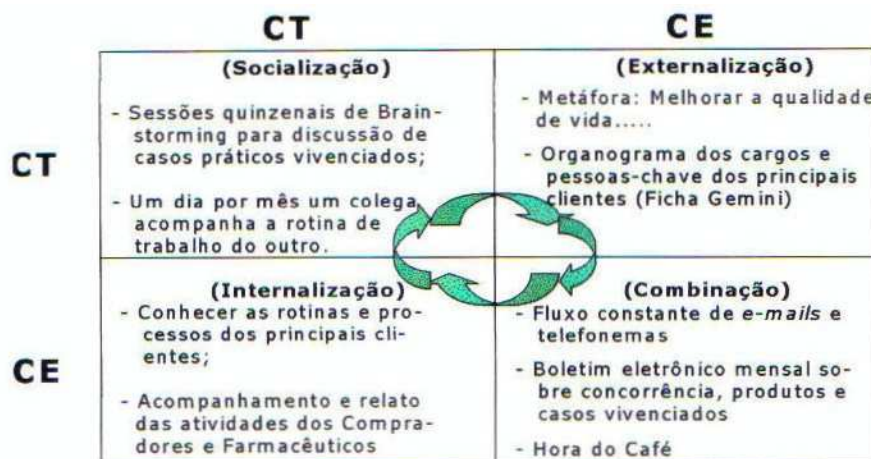 CT
CE
CT
(Socialização)
- Sessões quinzenais de Brain-
storming para discussão de
casos práticos vivenciados;
- Um dia por mês um colega
acompanha a rotina de
trabalho do outro.
(Externalização)
- Metáfora: Melhorar a qualidade
de vida.....
- Organograma dos cargos e
pessoas-chave dos principais
clientes (Ficha Gemini)
CE
(Internalização)
- Conhecer as rotinas e pro-
cessos dos principais cli-
entes;
- Acompanhamento e relato
das atividades dos Compra-
dores e Farmacêuticos
(Combinação)
- Fluxo constante de e-mails e
telefonemas
- Boletim eletrônico mensal so-
bre concorrência, produtos e
casos vivenciados
- Hora do Café